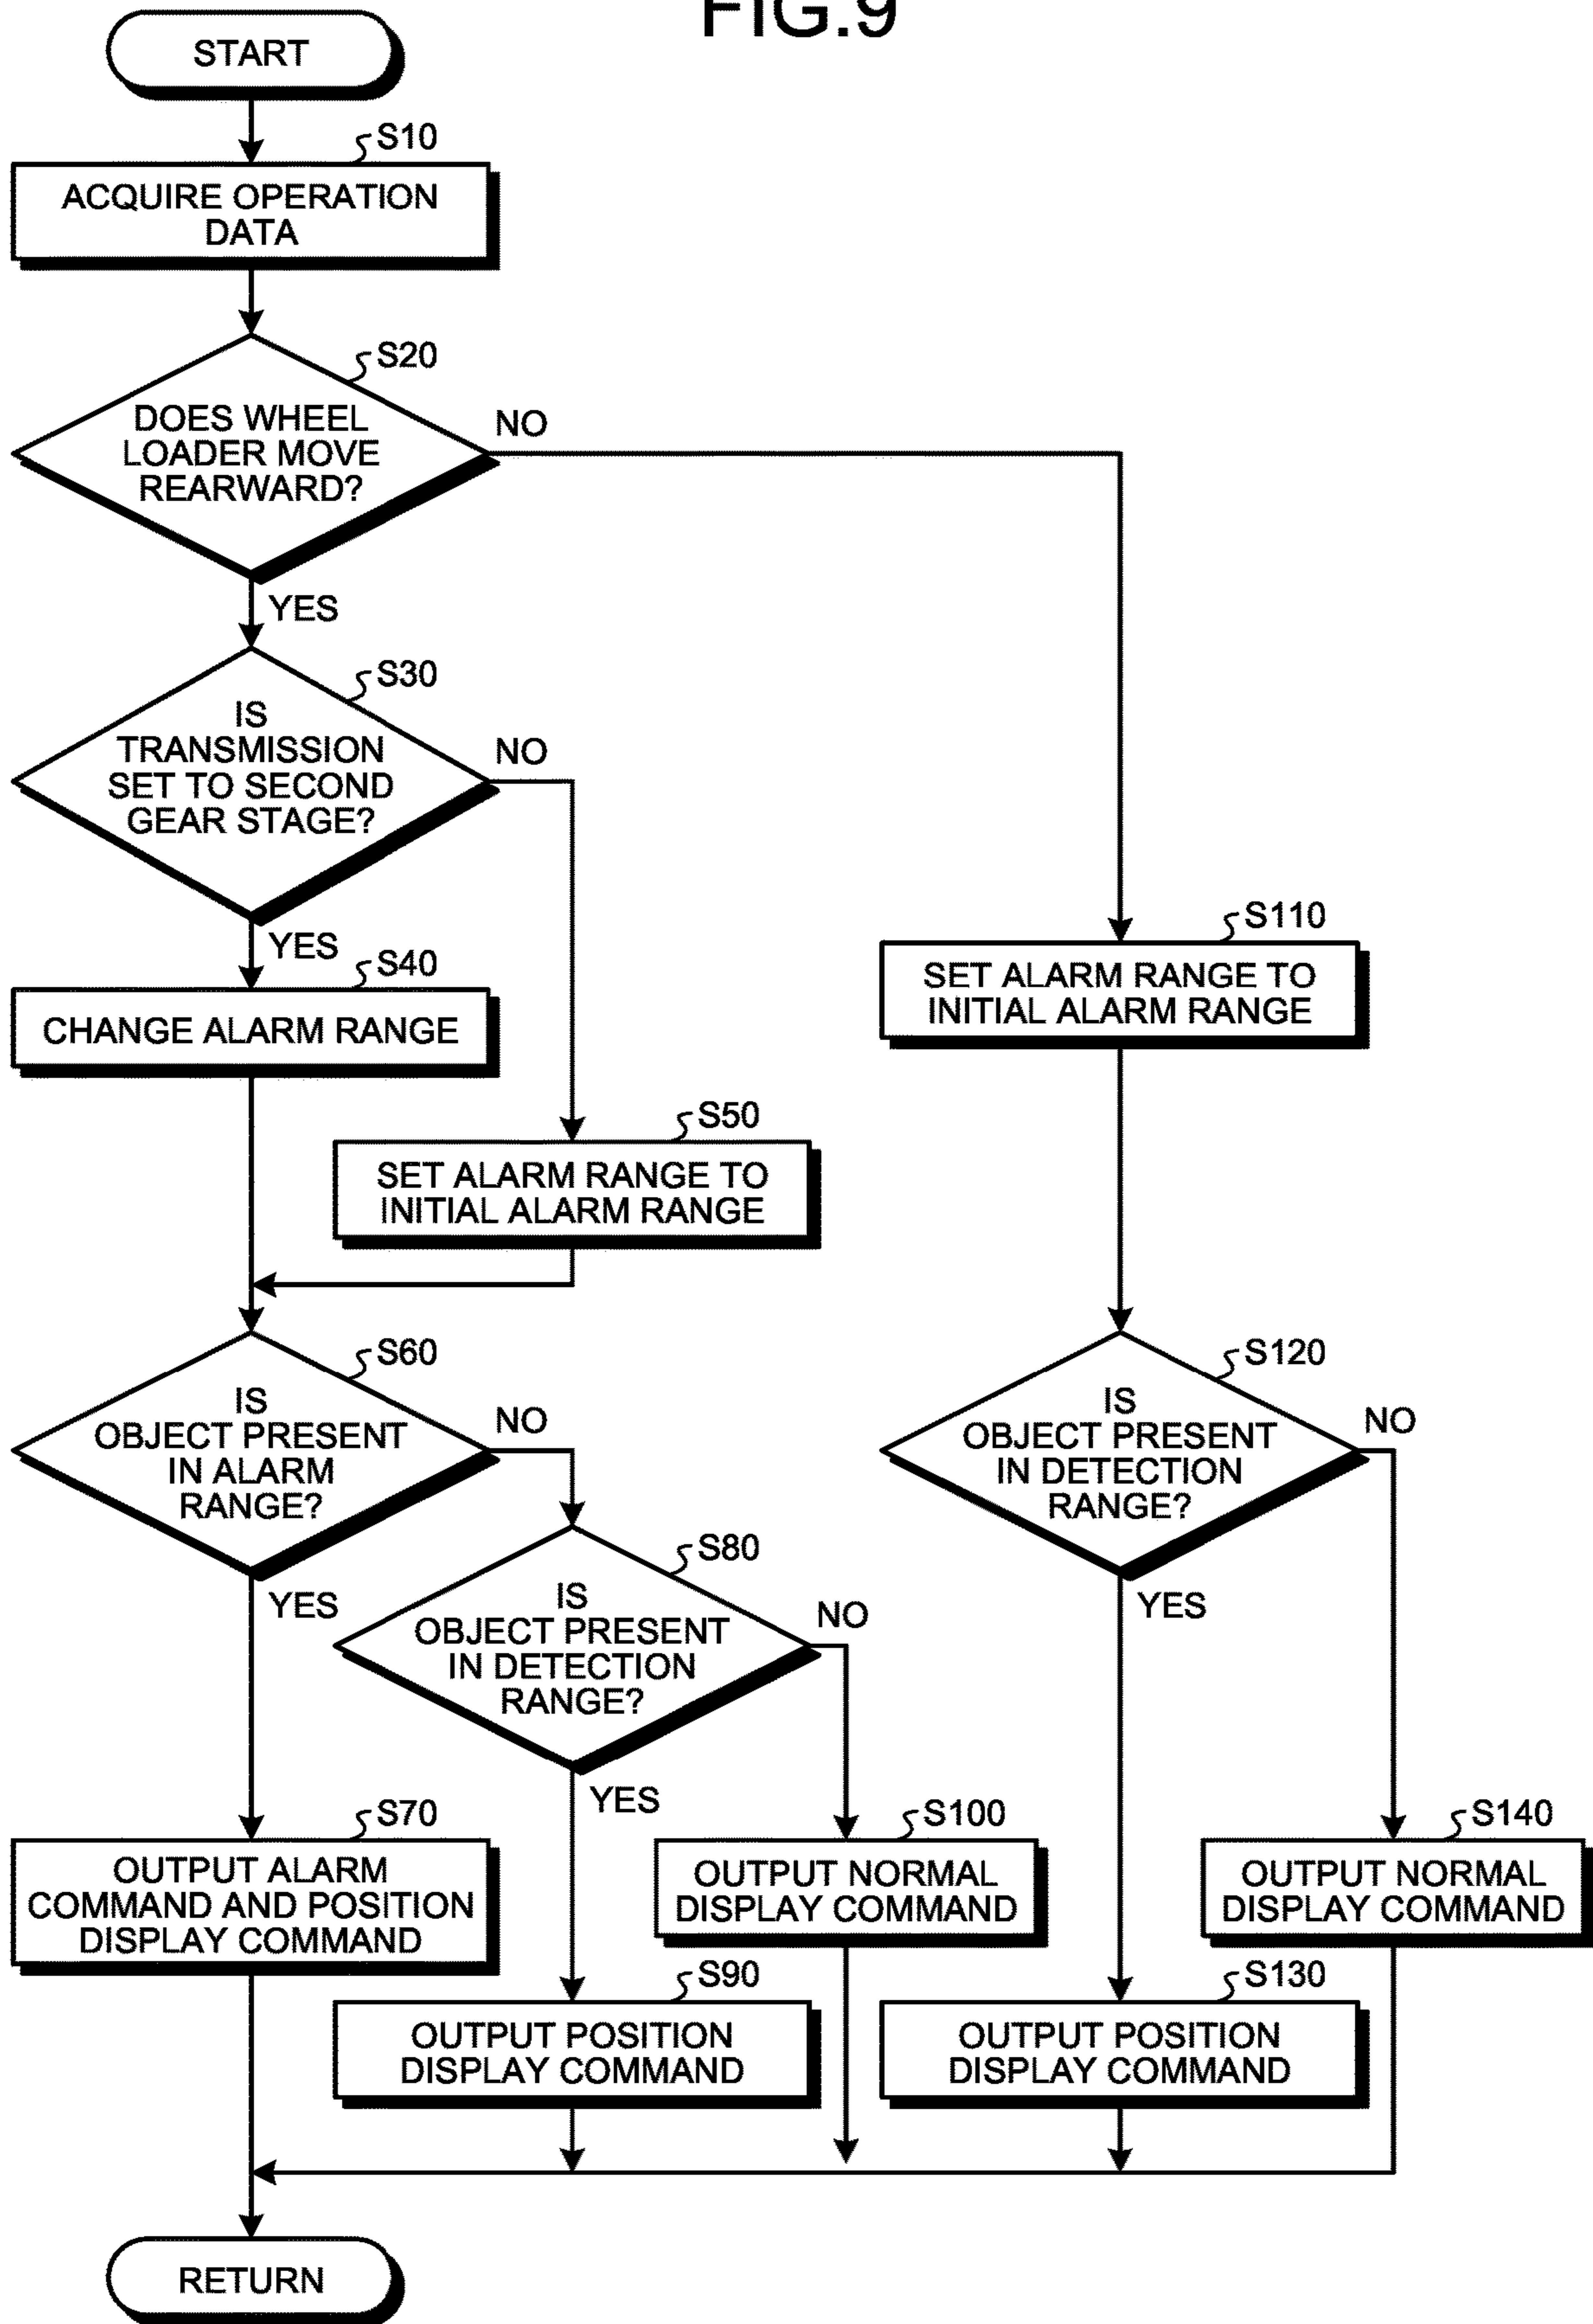 FIG.9
START
S10
ACQUIRE OPERATION
DATA
S20
DOES WHEEL
LOADER MOVE
REARWARD?
NO
YES
S30
IS
TRANSMISSION
SET TO SECOND
GEAR STAGE?
NO
YES
S40
CHANGE ALARM RANGE
S50
SET ALARM RANGE TO
INITIAL ALARM RANGE
S110
SET ALARM RANGE TO
INITIAL ALARM RANGE
S60
IS
OBJECT PRESENT
IN ALARM
RANGE?
NO
YES
S80
IS
OBJECT PRESENT
IN DETECTION
RANGE?
NO
YES
S120
IS
OBJECT PRESENT
IN DETECTION
RANGE?
NO
YES
S70
OUTPUT ALARM
COMMAND AND POSITION
DISPLAY COMMAND
S100
OUTPUT NORMAL
DISPLAY COMMAND
S140
OUTPUT NORMAL
DISPLAY COMMAND
S90
OUTPUT POSITION
DISPLAY COMMAND
S130
OUTPUT POSITION
DISPLAY COMMAND
RETURN